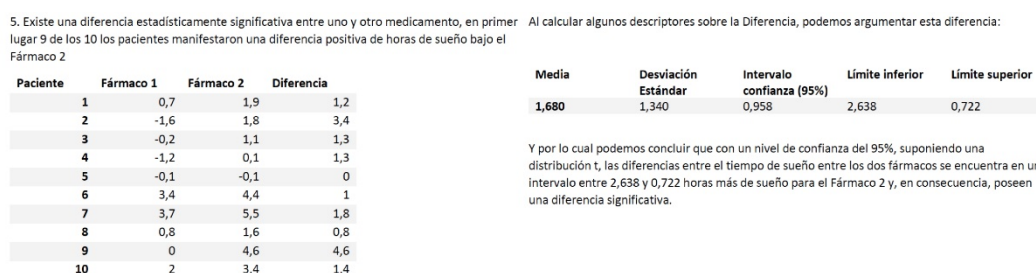 5. Existe una diferencia estadísticamente significativa entre uno y otro medicamento, en primer
lugar 9 de los 10 los pacientes manifestaron una diferencia positiva de horas de sueño bajo el
Fármaco 2
Paciente Fármaco 1 Fármaco 2 Diferencia
1 0,7 1,9 1,2
2 -1,6 1,8 3,4
3 -0,2 1,1 1,3
4 -1,2 0,1 1,3
5 -0,1 -0,1 0
6 3,4 4,4 1
7 3,7 5,5 1,8
8 0,8 1,6 0,8
9 0 4,6 4,6
10 2 3,4 1,4
Al calcular algunos descriptores sobre la Diferencia, podemos argumentar esta diferencia:
Media Desviación Estándar Intervalo confianza (95%) Límite inferior Límite superior
1,680 1,340 0,958 2,638 0,722
Y por lo cual podemos concluir que con un nivel de confianza del 95%, suponiendo una
distribución t, las diferencias entre el tiempo de sueño entre los dos fármacos se encuentra en u
intervalo entre 2,638 y 0,722 horas más de sueño para el Fármaco 2 y, en consecuencia, poseen
una diferencia significativa.